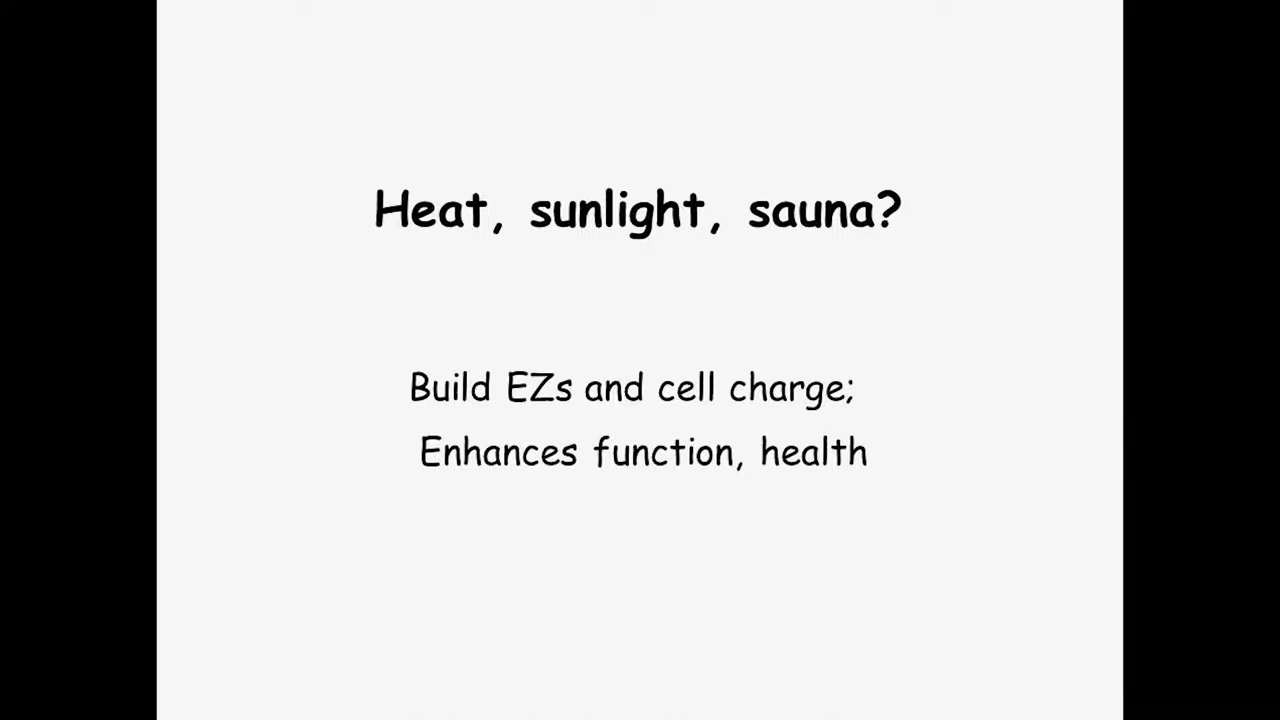 Heat, sunlight, sauna?
Build EZs and cell charge;
Enhances function, health